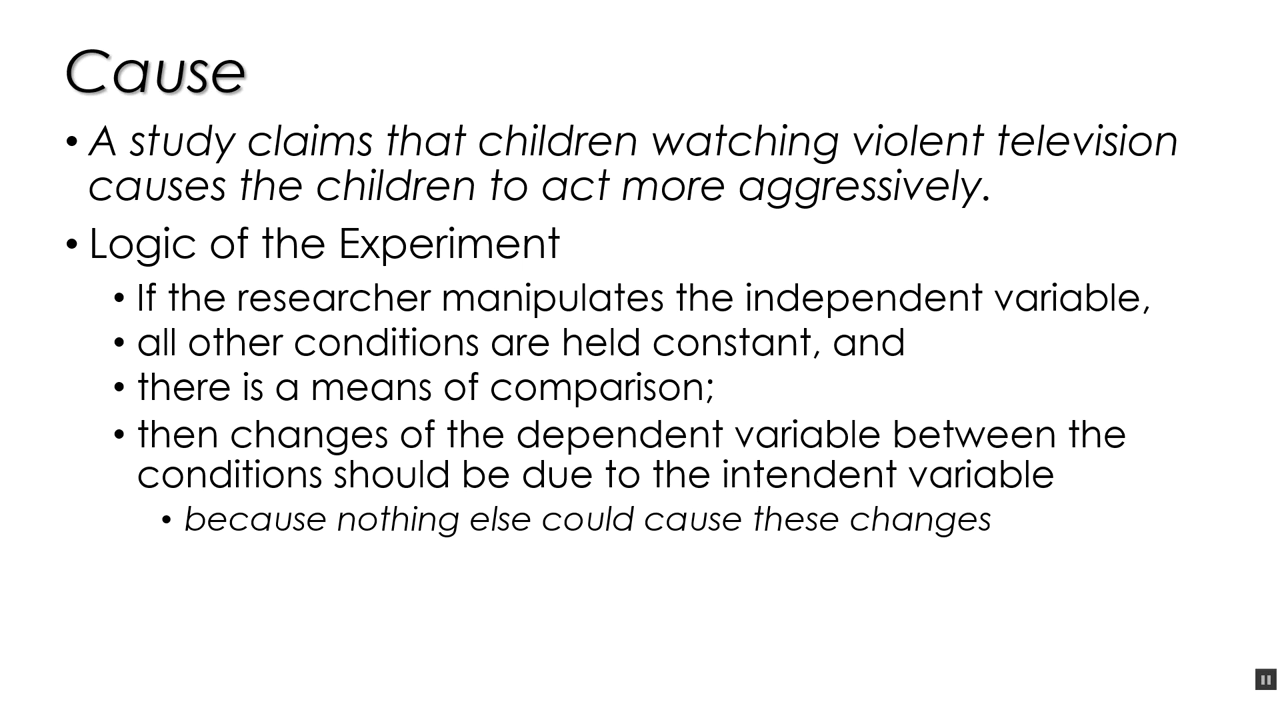 Cause
• A study claims that children watching violent television
causes the children to act more aggressively.
• Logic of the Experiment
• If the researcher manipulates the independent variable,
• all other conditions are held constant, and
• there is a means of comparison;
• then changes of the dependent variable between the
conditions should be due to the intendent variable
• because nothing else could cause these changes